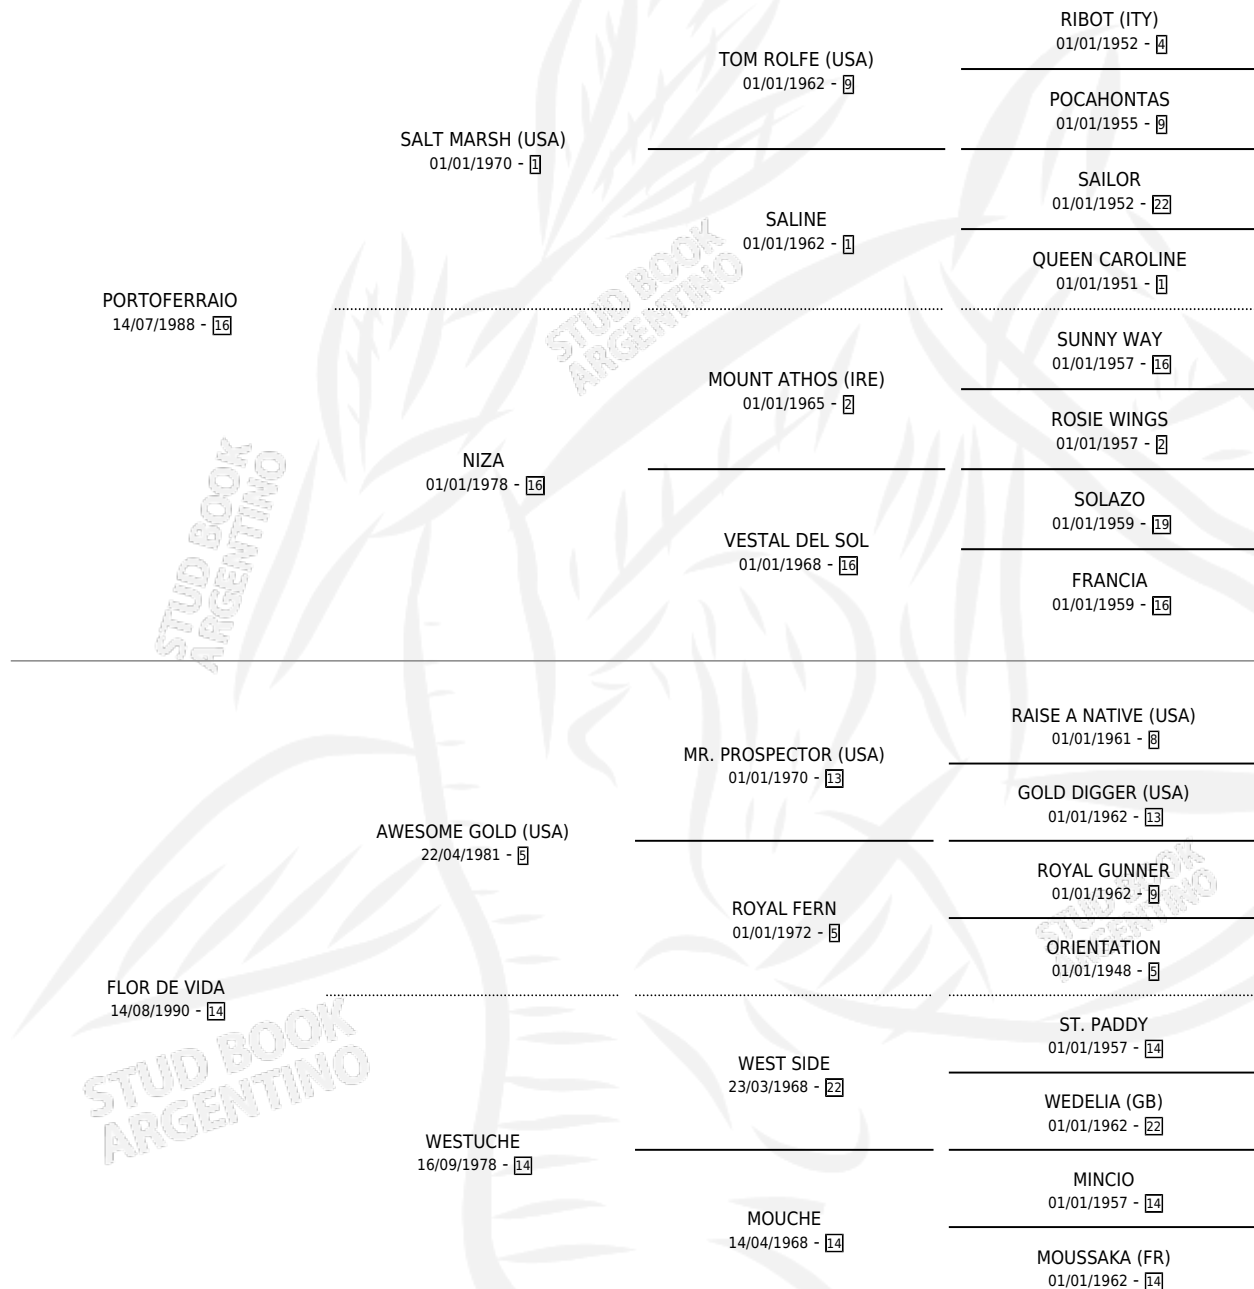 RIBOT (ITY)
01/01/1952 - 4
TOM ROLFE (USA)
01/01/1962 - 9
POCAHONTAS
01/01/1955 - 9
SALT MARSH (USA)
01/01/1970 - 1
SAILOR
01/01/1952 - 22
SALINE
01/01/1962 - 1
QUEEN CAROLINE
01/01/1951 - 1
PORTOFERRAIO
14/07/1988 - 16
SUNNY WAY
01/01/1957 - 16
MOUNT ATHOS (IRE)
01/01/1965 - 2
ROSIE WINGS
01/01/1957 - 2
NIZA
01/01/1978 - 16
SOLAZO
01/01/1959 - 19
VESTAL DEL SOL
01/01/1968 - 16
FRANCIA
01/01/1959 - 16
RAISE A NATIVE (USA)
01/01/1961 - 8
MR. PROSPECTOR (USA)
01/01/1970 - 13
GOLD DIGGER (USA)
01/01/1962 - 13
AWESOME GOLD (USA)
22/04/1981 - 5
ROYAL GUNNER
01/01/1962 - 9
ROYAL FERN
01/01/1972 - 5
ORIENTATION
01/01/1948 - 5
FLOR DE VIDA
14/08/1990 - 14
ST. PADDY
01/01/1957 - 14
WEST SIDE
23/03/1968 - 22
WEDELIA (GB)
01/01/1962 - 22
WESTUCHE
16/09/1978 - 14
MINCIO
01/01/1957 - 14
MOUCHE
14/04/1968 - 14
MOUSSAKA (FR)
01/01/1962 - 14
STUD BOOK
ARGENTINO
STUD BOOK
ARGENTINO
STUD BOOK
ARGENTINO
STUD BOOK
ARGENTINO